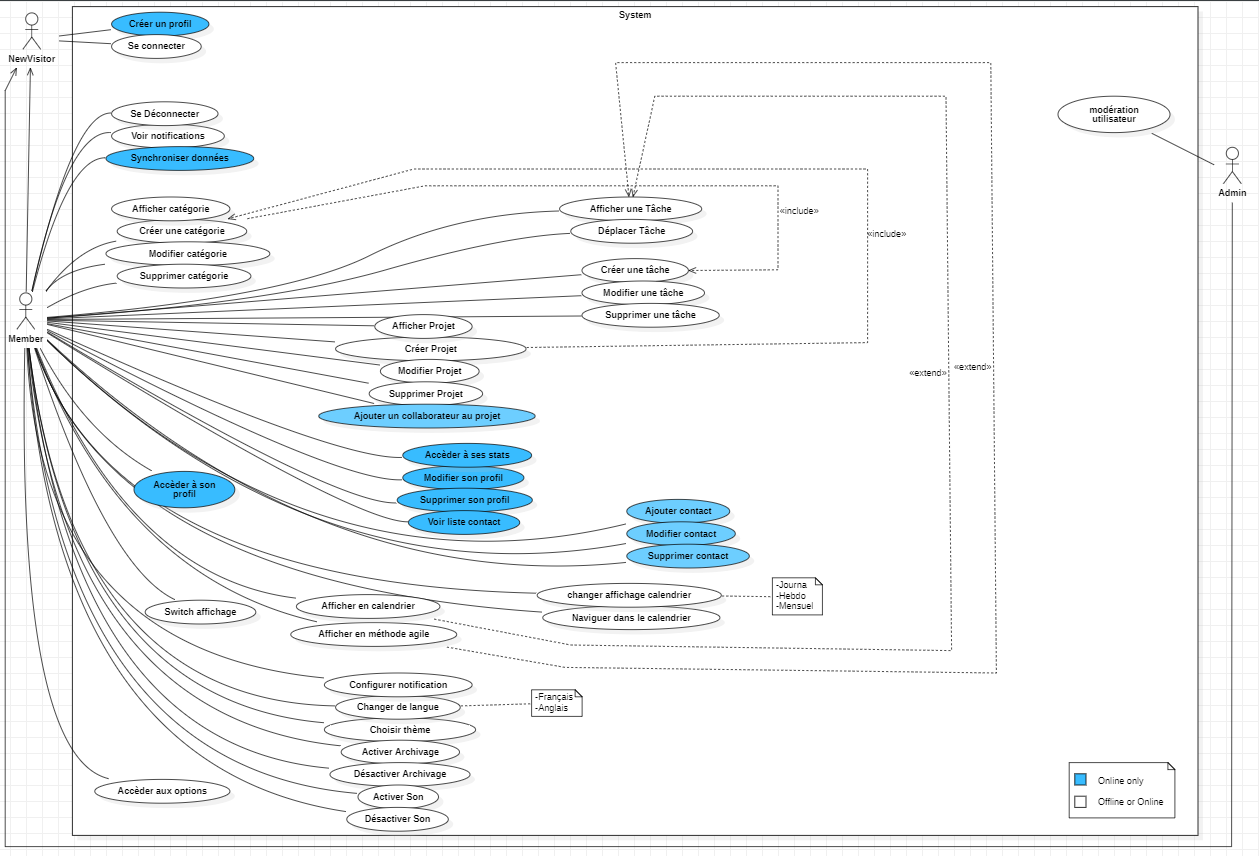 System
Créer un profil
Se connecter
NewVisitor
modération
utilisateur
Admin
Se Déconnecter
Voir notifications
Synchroniser données
Afficher catégorie
Créer une catégorie
Modifier catégorie
Supprimer catégorie
Afficher une Tâche
Déplacer Tâche
«include»
«include»
Créer une tâche
Modifier une tâche
Supprimer une tâche
Member
Afficher Projet
Créer Projet
Modifier Projet
Supprimer Projet
Ajouter un collaborateur au projet
«extend»
«extend»
Accèder à ses stats
Modifier son profil
Supprimer son profil
Voir liste contact
Accèder à son
profil
Ajouter contact
Modifier contact
Supprimer contact
changer affichage calendrier
Naviguer dans le calendrier
-Journa
-Hebdo
-Mensuel
Switch affichage
Afficher en calendrier
Afficher en méthode agile
Configurer notification
Changer de langue
-Français
-Anglais
Choisir thème
Activer Archivage
Désactiver Archivage
Activer Son
Désactiver Son
Accèder aux options
Online only
Offline or Online